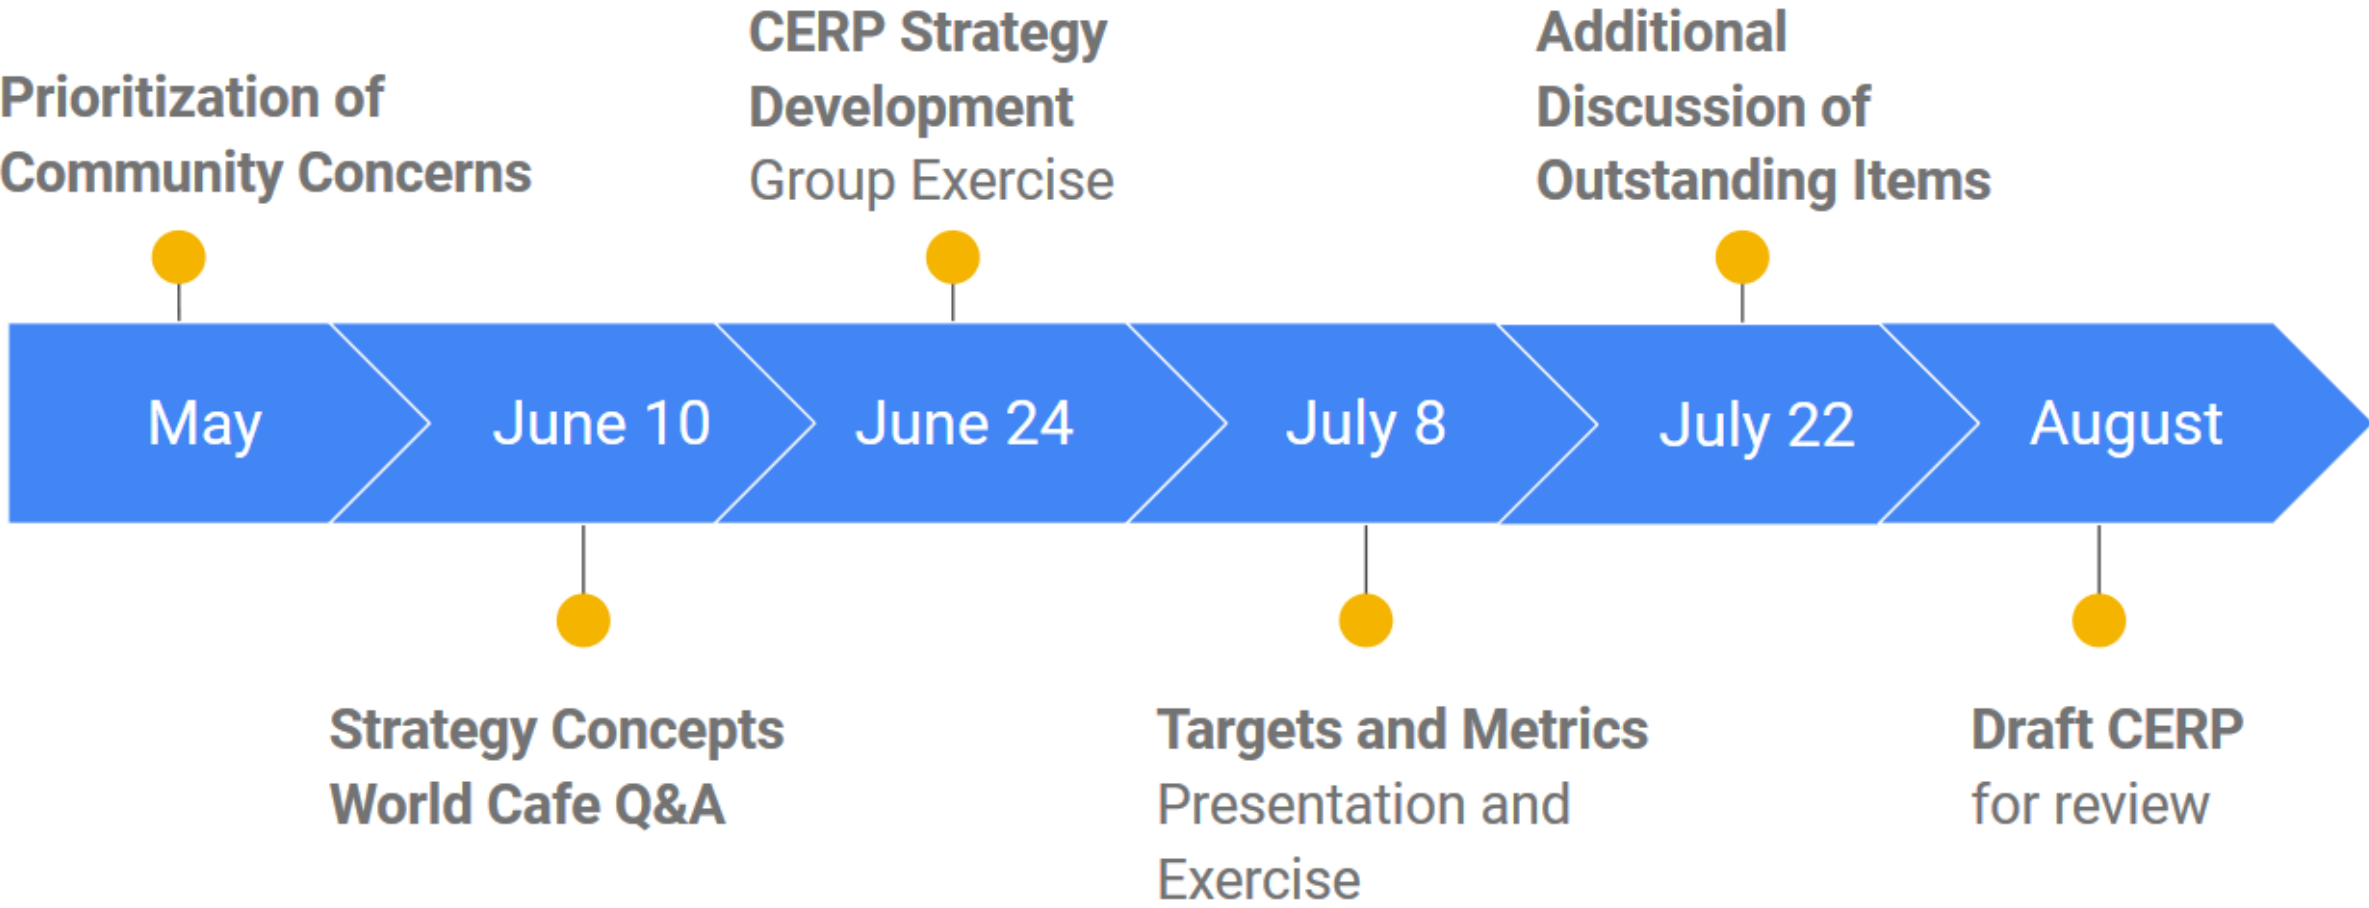 Prioritization of
Community Concerns
CERP Strategy
Development
Group Exercise
Additional
Discussion of
Outstanding Items
May
June 10
June 24
July 8
July 22
August
Strategy Concepts
World Cafe Q&A
Targets and Metrics
Presentation and
Exercise
Draft CERP
for review